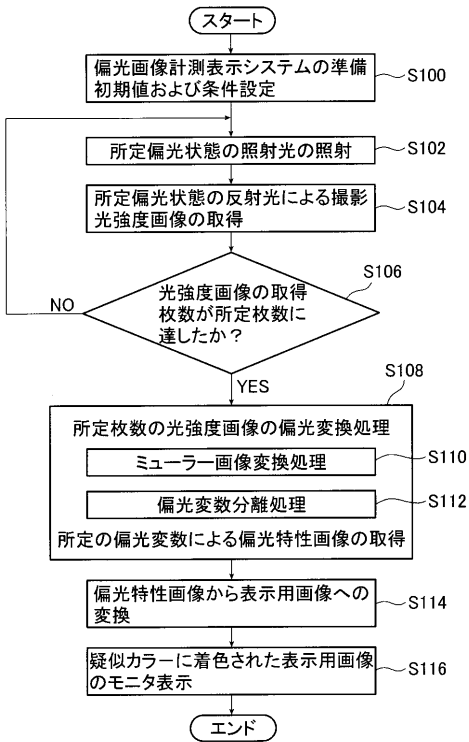 スタート
偏光画像計測表示システムの準備
初期値および条件設定
S100
所定偏光状態の照射光の照射
S102
所定偏光状態の反射光による撮影
光強度画像の取得
S104
光強度画像の取得
枚数が所定枚数に
達したか？
S106
NO
YES
S108
所定枚数の光強度画像の偏光変換処理
ミューラー画像変換処理
S110
偏光変数分離処理
S112
所定の偏光変数による偏光特性画像の取得
偏光特性画像から表示用画像への
変換
S114
疑似カラーに着色された表示用画像
のモニタ表示
S116
エンド